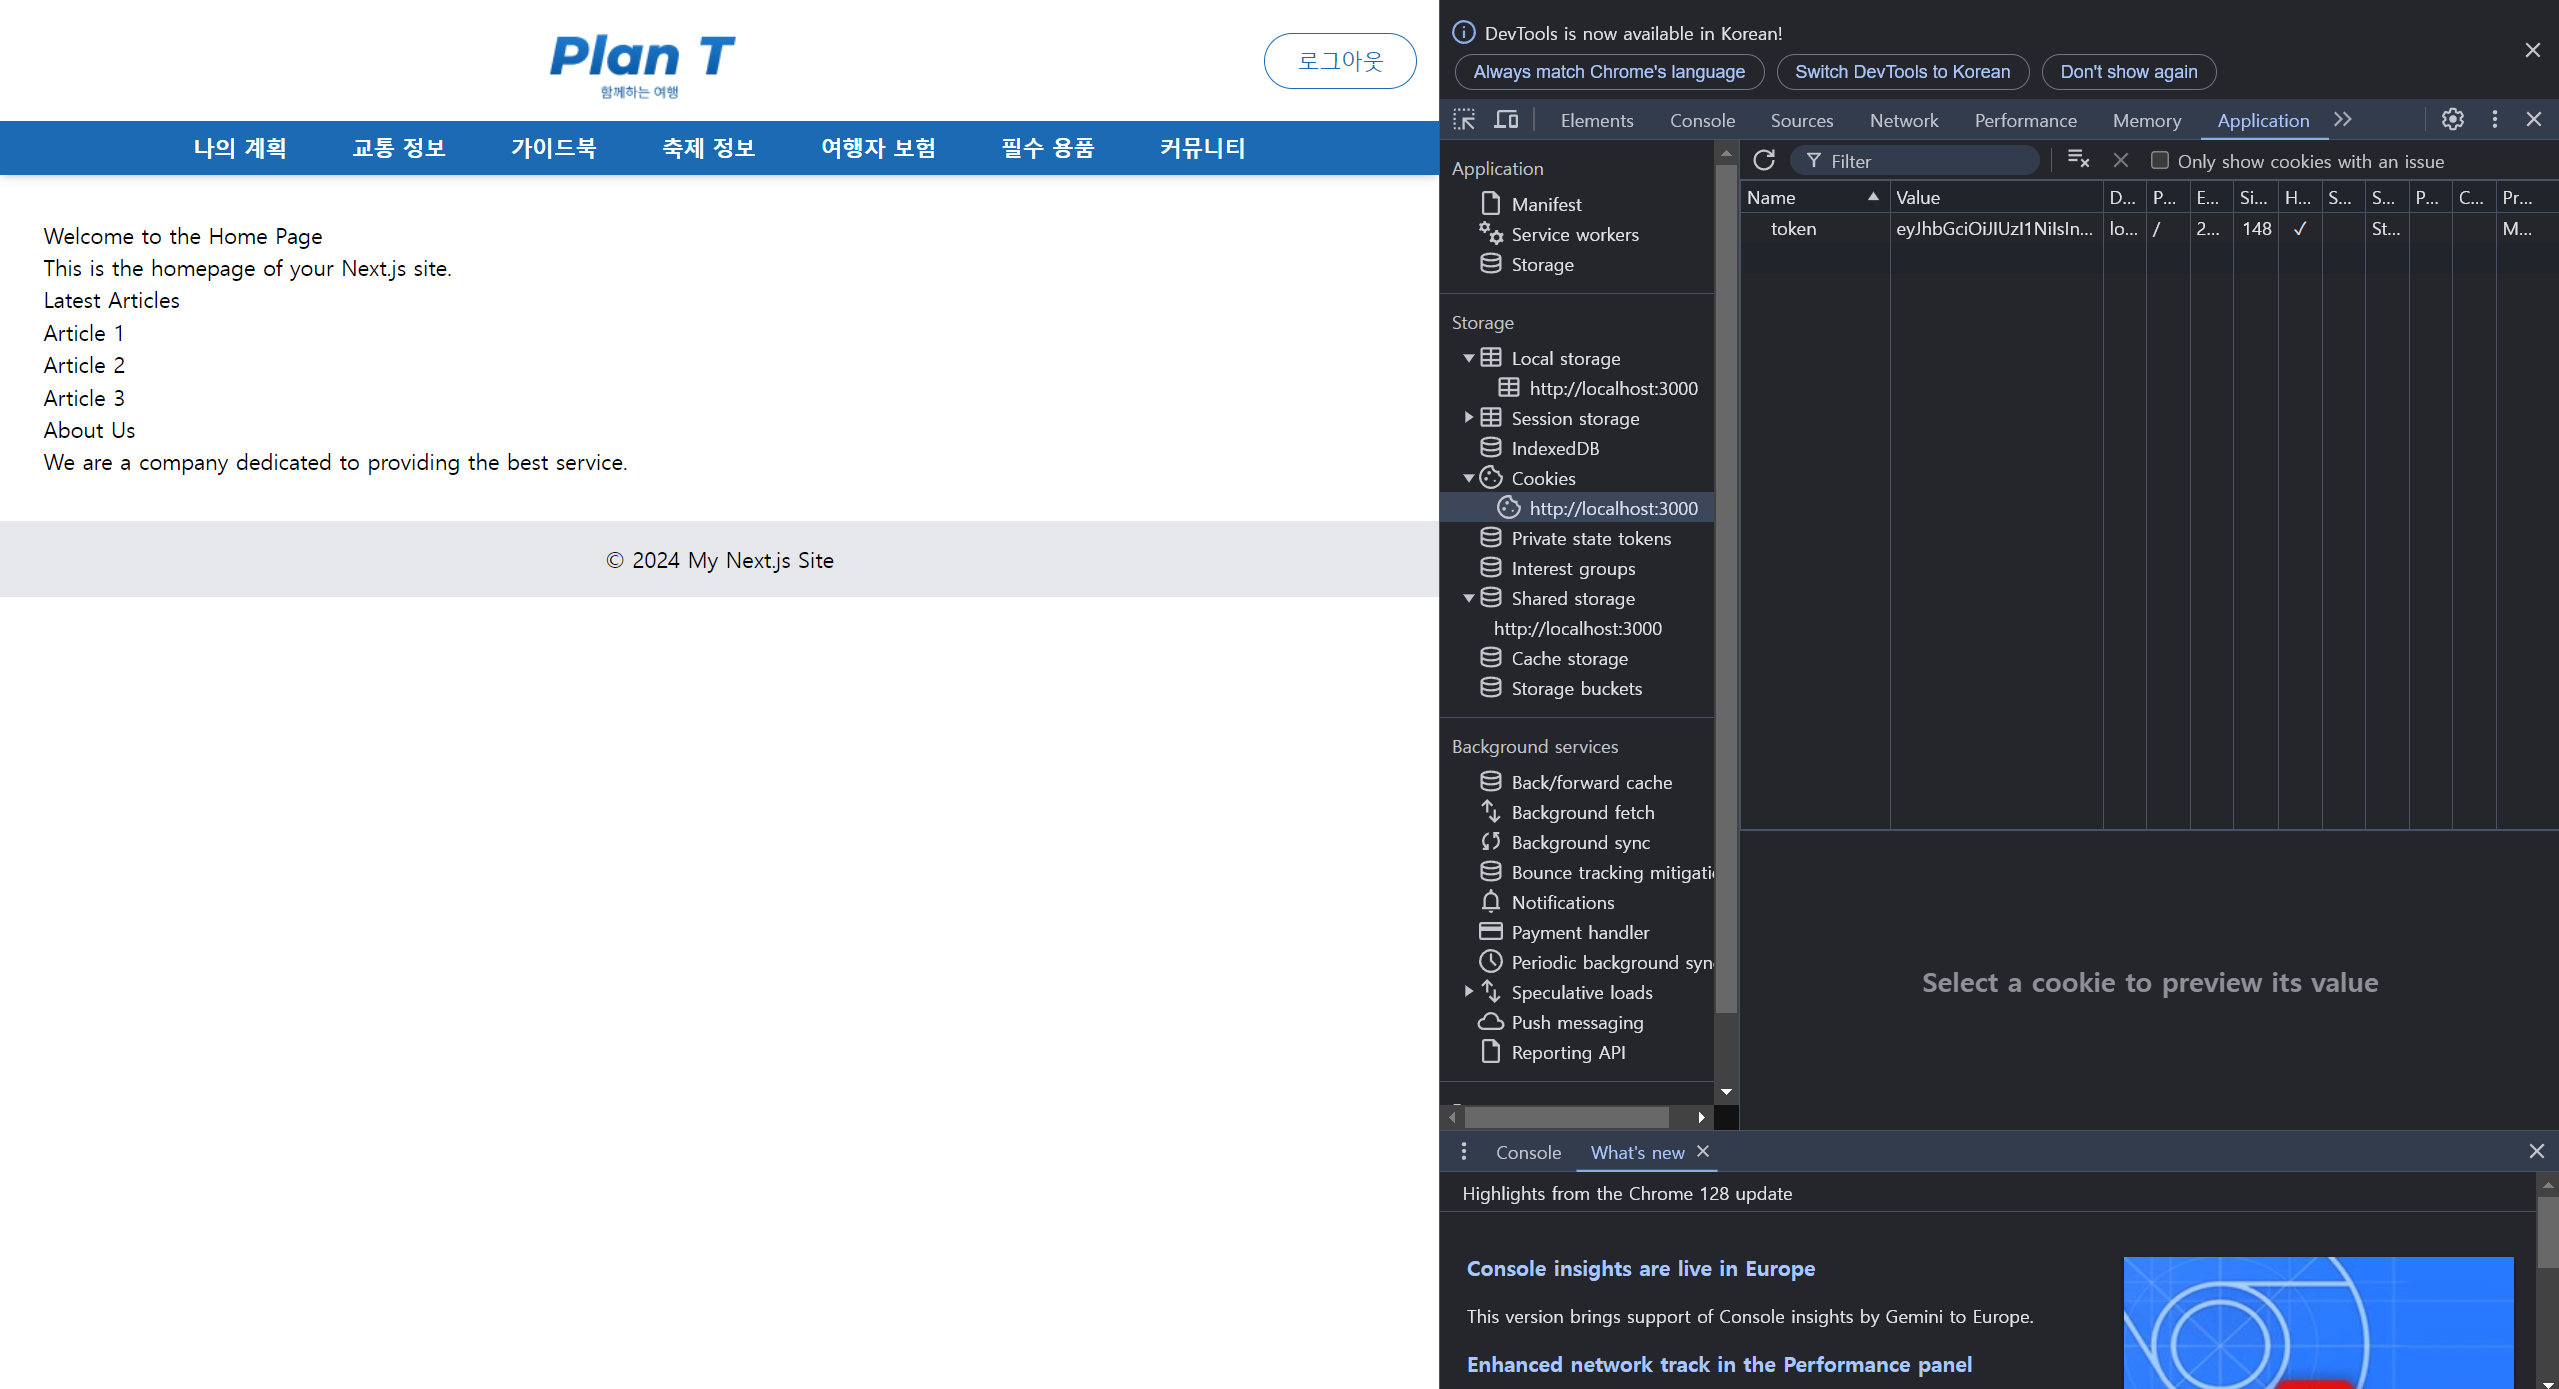 Plan T
함께하는 여행
로그아웃
나의 계획 교통 정보 가이드북 축제 정보 여행자 보험 필수 용품 커뮤니티
Welcome to the Home Page
This is the homepage of your Next.js site.
Latest Articles
Article 1
Article 2
Article 3
About Us
We are a company dedicated to providing the best service.
© 2024 My Next.js Site
DevTools is now available in Korean!
Always match Chrome's language Switch DevTools to Korean Don't show again
Elements Console Sources Network Performance Memory Application
Application
Manifest
Service workers
Storage
Storage
Local storage
http://localhost:3000
Session storage
IndexedDB
Cookies
http://localhost:3000
Private state tokens
Interest groups
Shared storage
http://localhost:3000
Cache storage
Storage buckets
Background services
Back/forward cache
Background fetch
Background sync
Bounce tracking mitigati
Notifications
Payment handler
Periodic background syn
Speculative loads
Push messaging
Reporting API
Filter Only show cookies with an issue
Name Value D... P... E... Si... H... S... S... P... C... Pr...
token eyJhbGciOiJIUzI1NiIsIn... lo... / 2... 148 ✓ St... M...
Select a cookie to preview its value
Console What's new
Highlights from the Chrome 128 update
Console insights are live in Europe
This version brings support of Console insights by Gemini to Europe.
Enhanced network track in the Performance panel